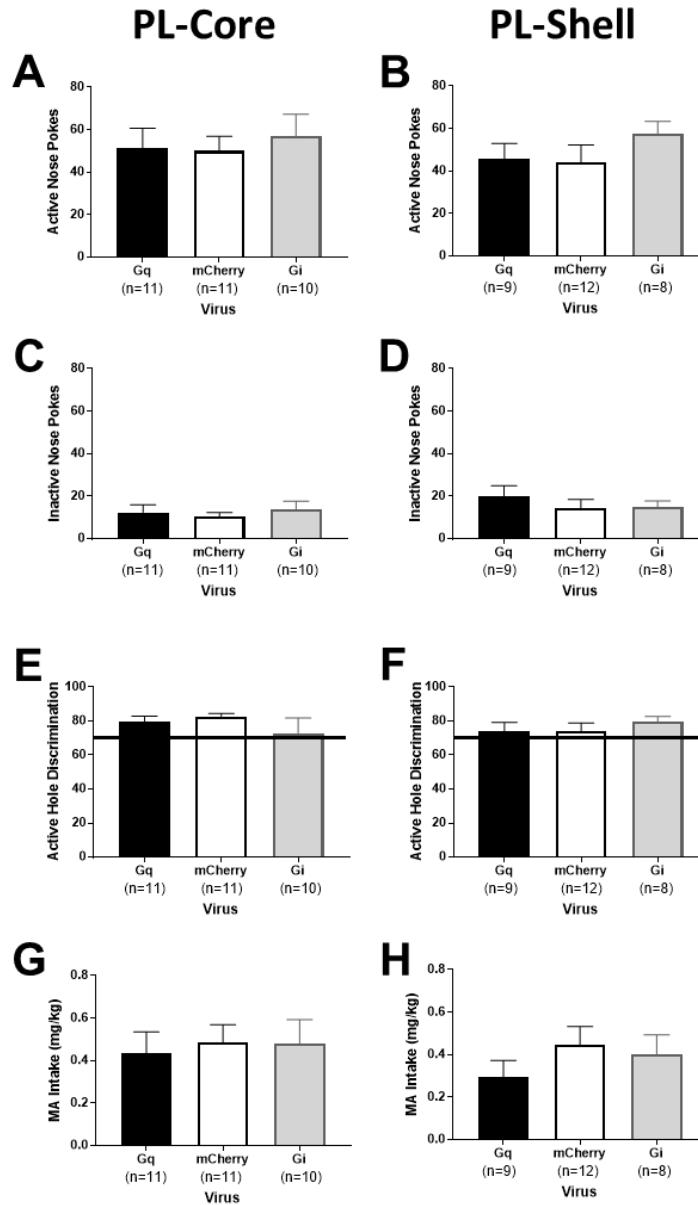 PL-Core
PL-Shell
A
Active Nose Pokes
80
60
40
20
0
Gq
mCherry
Gi
(n=11)
(n=11)
(n=10)
Virus
B
Active Nose Pokes
80
60
40
20
0
Gq
mCherry
Gi
(n=9)
(n=12)
(n=8)
Virus
C
Inactive Nose Pokes
80
60
40
20
0
Gq
mCherry
Gi
(n=11)
(n=11)
(n=10)
Virus
D
Inactive Nose Pokes
80
60
40
20
0
Gq
mCherry
Gi
(n=9)
(n=12)
(n=8)
Virus
E
Active Hole Discrimination
100
80
60
40
20
0
Gq
mCherry
Gi
(n=11)
(n=11)
(n=10)
Virus
F
Active Hole Discrimination
100
80
60
40
20
0
Gq
mCherry
Gi
(n=9)
(n=12)
(n=8)
Virus
G
MA Intake (mg/kg)
0.8
0.6
0.4
0.2
0.0
Gq
mCherry
Gi
(n=11)
(n=11)
(n=10)
Virus
H
MA Intake (mg/kg)
0.8
0.6
0.4
0.2
0.0
Gq
mCherry
Gi
(n=9)
(n=12)
(n=8)
Virus